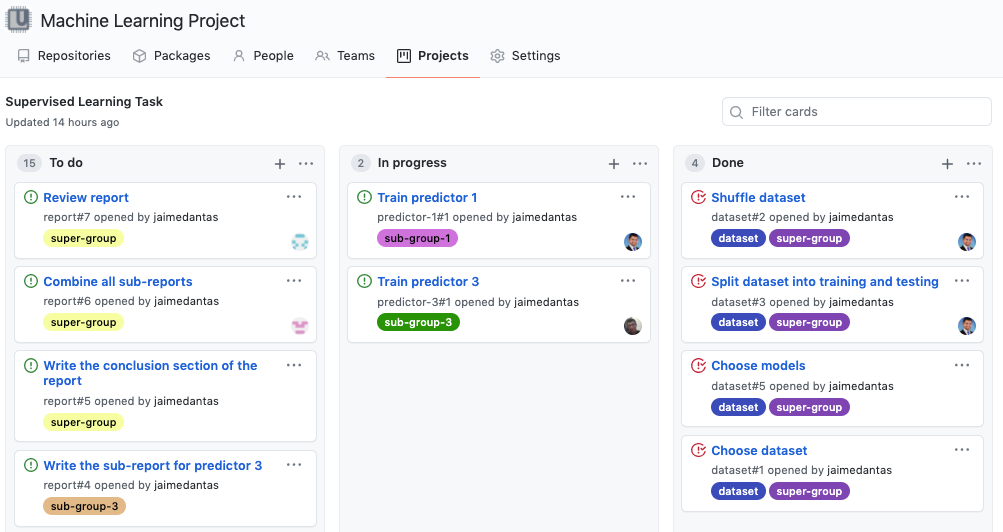 Machine Learning Project
Repositories Packages People Teams Projects Settings
Supervised Learning Task
Updated 14 hours ago
Filter cards
15 To do
Review report
report#7 opened by jaimedantas
super-group
Combine all sub-reports
report#6 opened by jaimedantas
super-group
Write the conclusion section of the
report
report#5 opened by jaimedantas
super-group
Write the sub-report for predictor 3
report#4 opened by jaimedantas
sub-group-3
2 In progress
Train predictor 1
predictor-1#1 opened by jaimedantas
sub-group-1
Train predictor 3
predictor-3#1 opened by jaimedantas
sub-group-3
4 Done
Shuffle dataset
dataset#2 opened by jaimedantas
dataset super-group
Split dataset into training and testing
dataset#3 opened by jaimedantas
dataset super-group
Choose models
dataset#5 opened by jaimedantas
dataset super-group
Choose dataset
dataset#1 opened by jaimedantas
dataset super-group